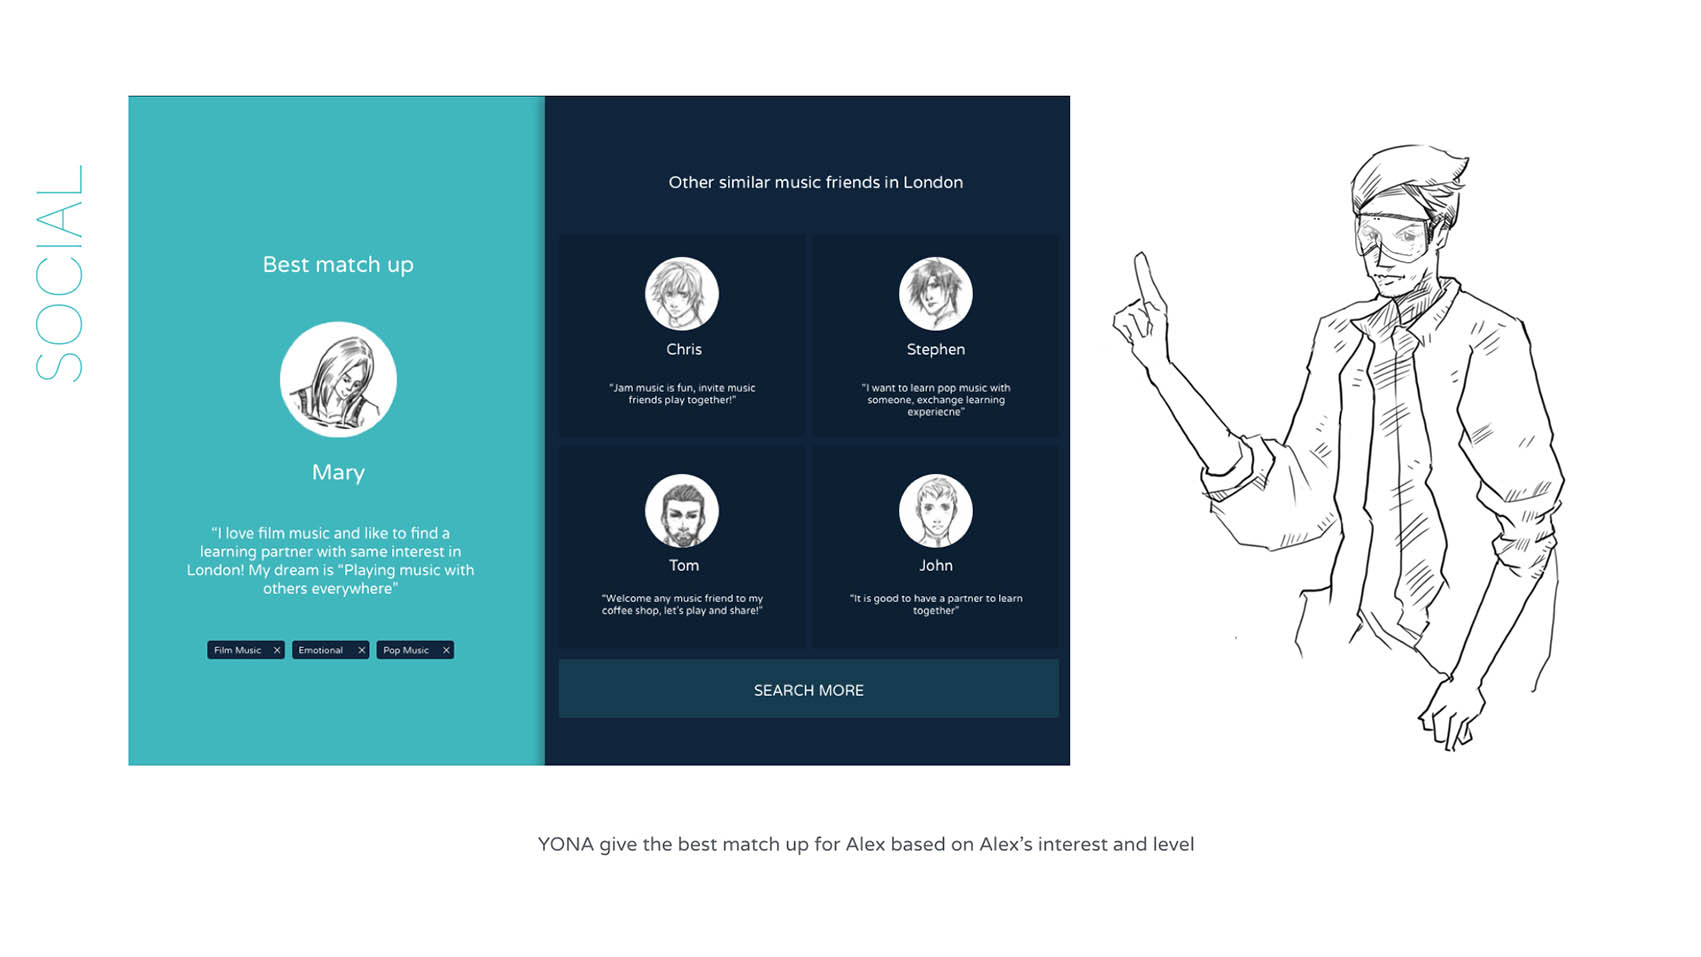 SOCIAL
Best match up
Mary
“I love film music and like to find a
learning partner with same interest in
London! My dream is “Playing music with
others everywhere”
Film Music ×
Emotional ×
Pop Music ×
Other similar music friends in London
Chris
“Jam music is fun, invite music
friends play together!”
Stephen
“I want to learn pop music with
someone, exchange learning
experiecne”
Tom
“Welcome any music friend to my
coffee shop, let’s play and share!”
John
“It is good to have a partner to learn
together”
SEARCH MORE
YONA give the best match up for Alex based on Alex’s interest and level